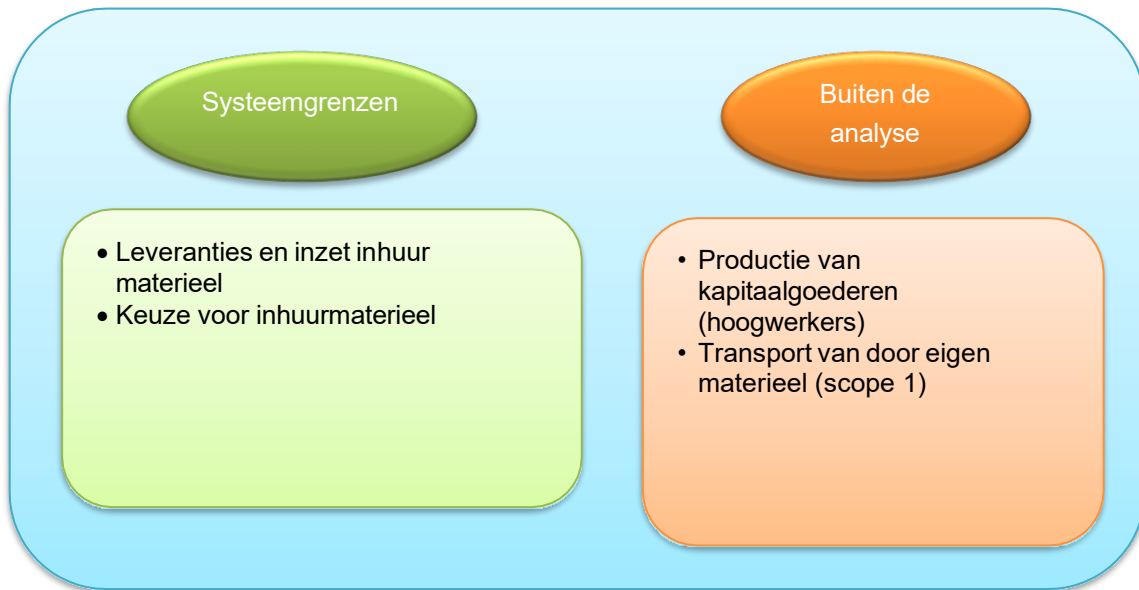 Systeemgrenzen
• Leveranties en inzet inhuur
materieel
• Keuze voor inhuurmaterieel
Buiten de
analyse
• Productie van
kapitaalgoederen
(hoogwerkers)
• Transport van door eigen
materieel (scope 1)